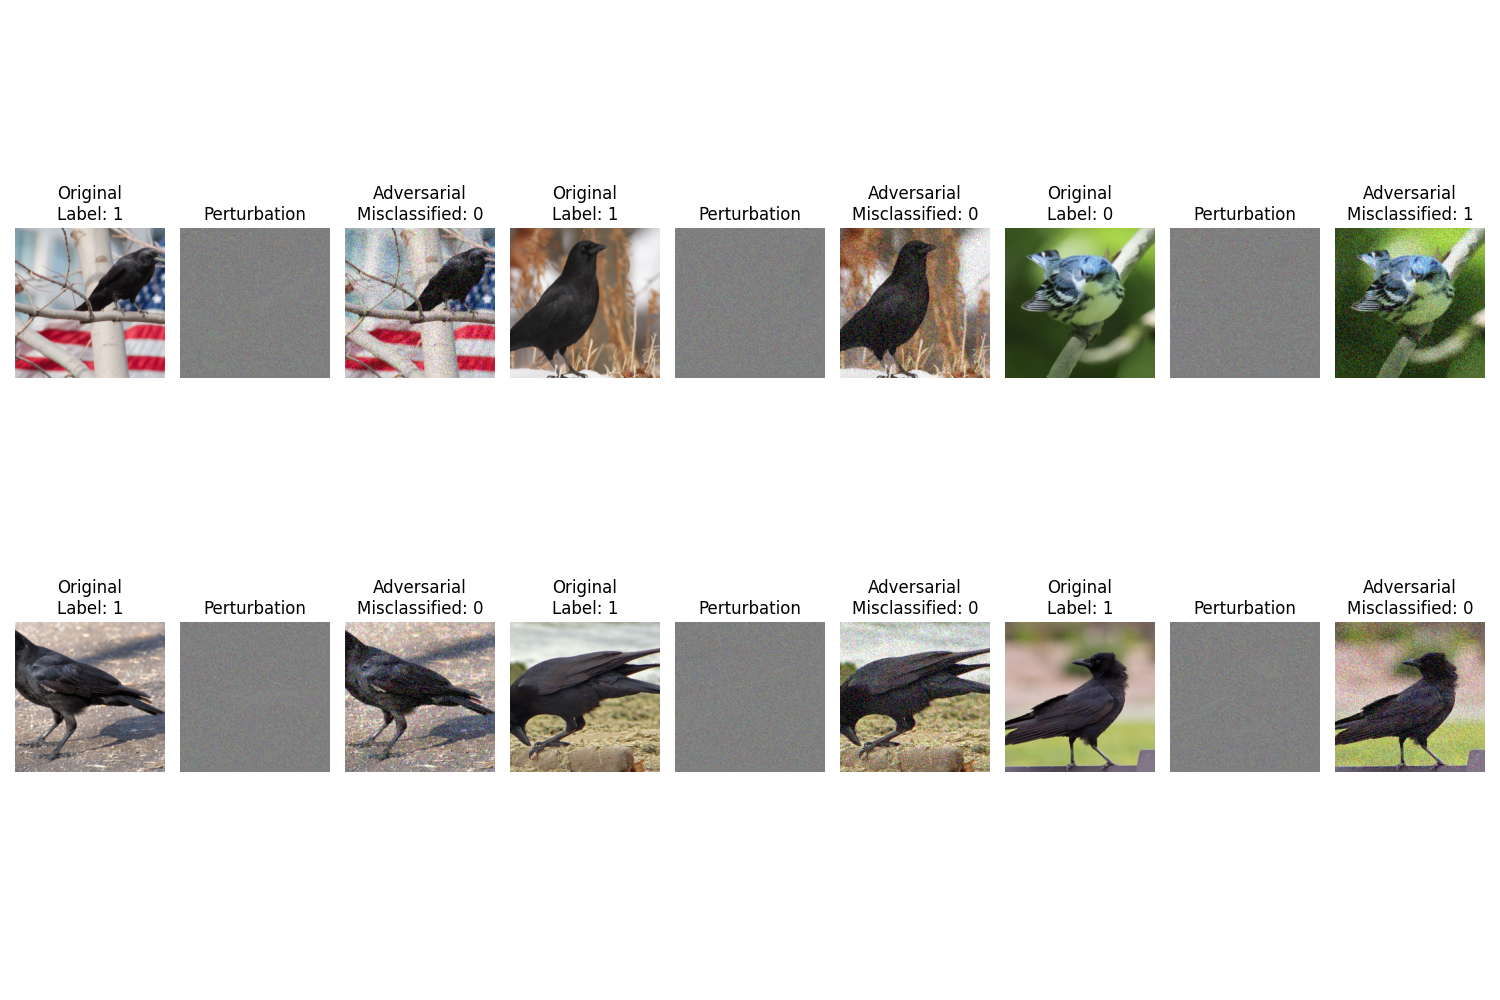 Original
Label: 1
Perturbation
Adversarial
Misclassified: 0
Original
Label: 1
Perturbation
Adversarial
Misclassified: 0
Original
Label: 0
Perturbation
Adversarial
Misclassified: 1
Original
Label: 1
Perturbation
Adversarial
Misclassified: 0
Original
Label: 1
Perturbation
Adversarial
Misclassified: 0
Original
Label: 1
Perturbation
Adversarial
Misclassified: 0